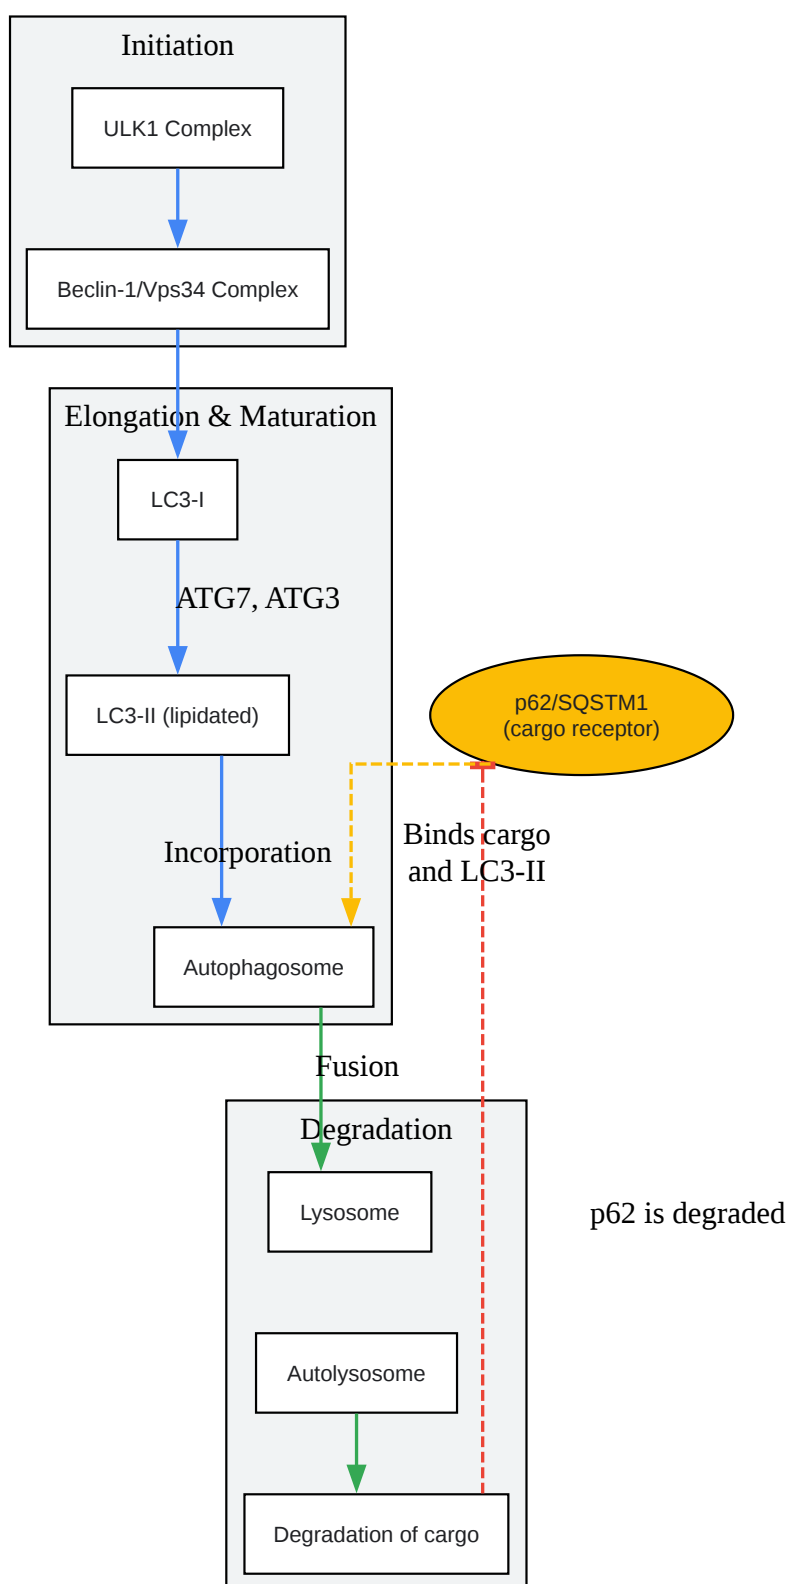 Initiation
ULK1 Complex
Beclin-1/Vps34 Complex
Elongation & Maturation
LC3-I
ATG7, ATG3
LC3-II (lipidated)
p62/SQSTM1
(cargo receptor)
Incorporation
Binds cargo
and LC3-II
Autophagosome
Fusion
Degradation
Lysosome
p62 is degraded
Autolysosome
Degradation of cargo